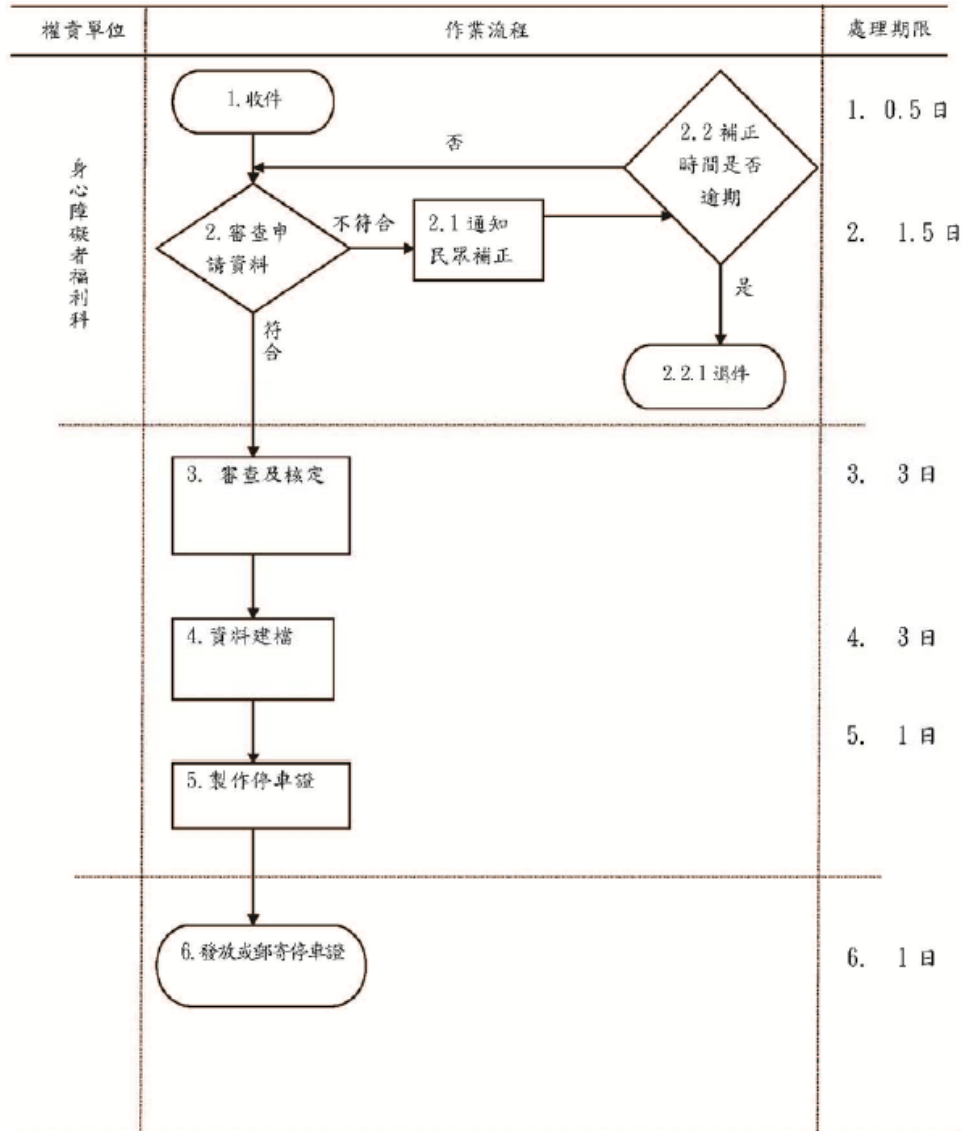 權責單位
作業流程
處理期限
身心障礙者福利科
1.收件
2.2 補正
時間是否
逾期
否
1. 0.5 日
2.審查申
請資料
不符合
2.1 通知
民眾補正
2. 1.5 日
是
符合
2.2.1 退件
3. 審查及核定
3. 3 日
4.資料建檔
4. 3 日
5.製作停車證
5. 1 日
6.發放或郵寄停車證
6. 1 日